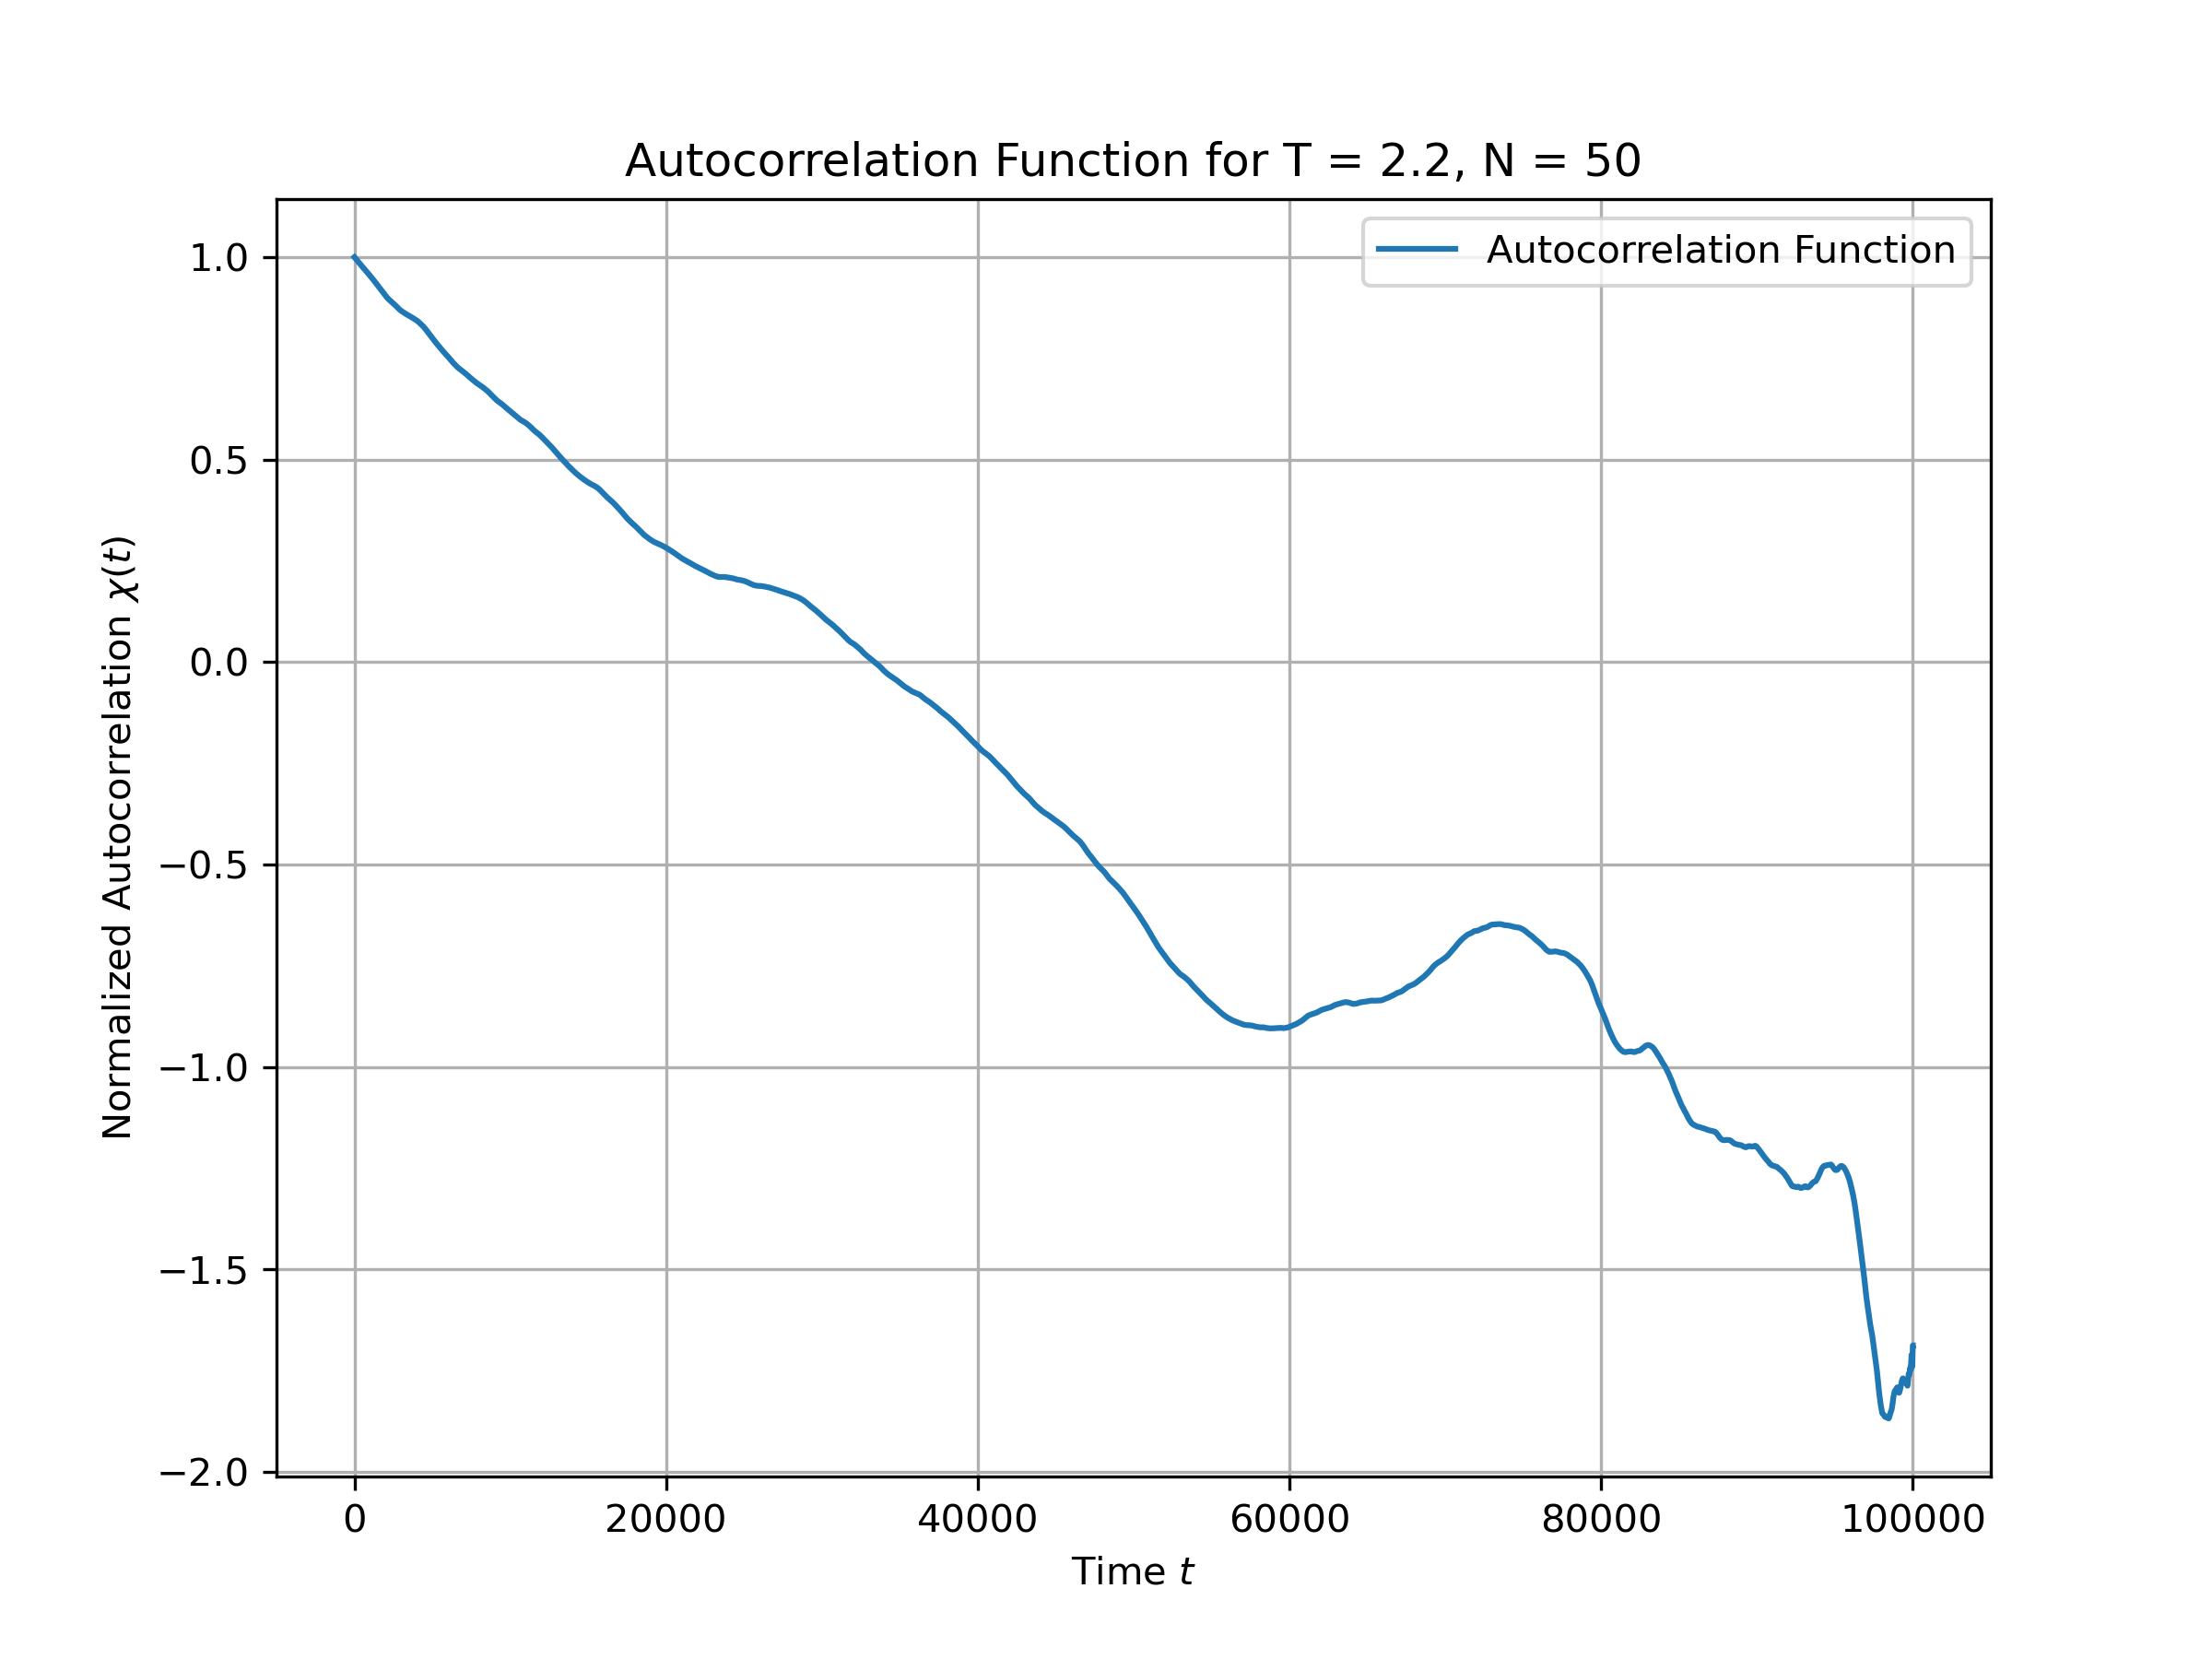 Autocorrelation Function for T = 2.2, N = 50
Autocorrelation Function
Normalized Autocorrelation χ(t)
1.0
0.5
0.0
−0.5
−1.0
−1.5
−2.0
0 20000 40000 60000 80000 100000
Time t